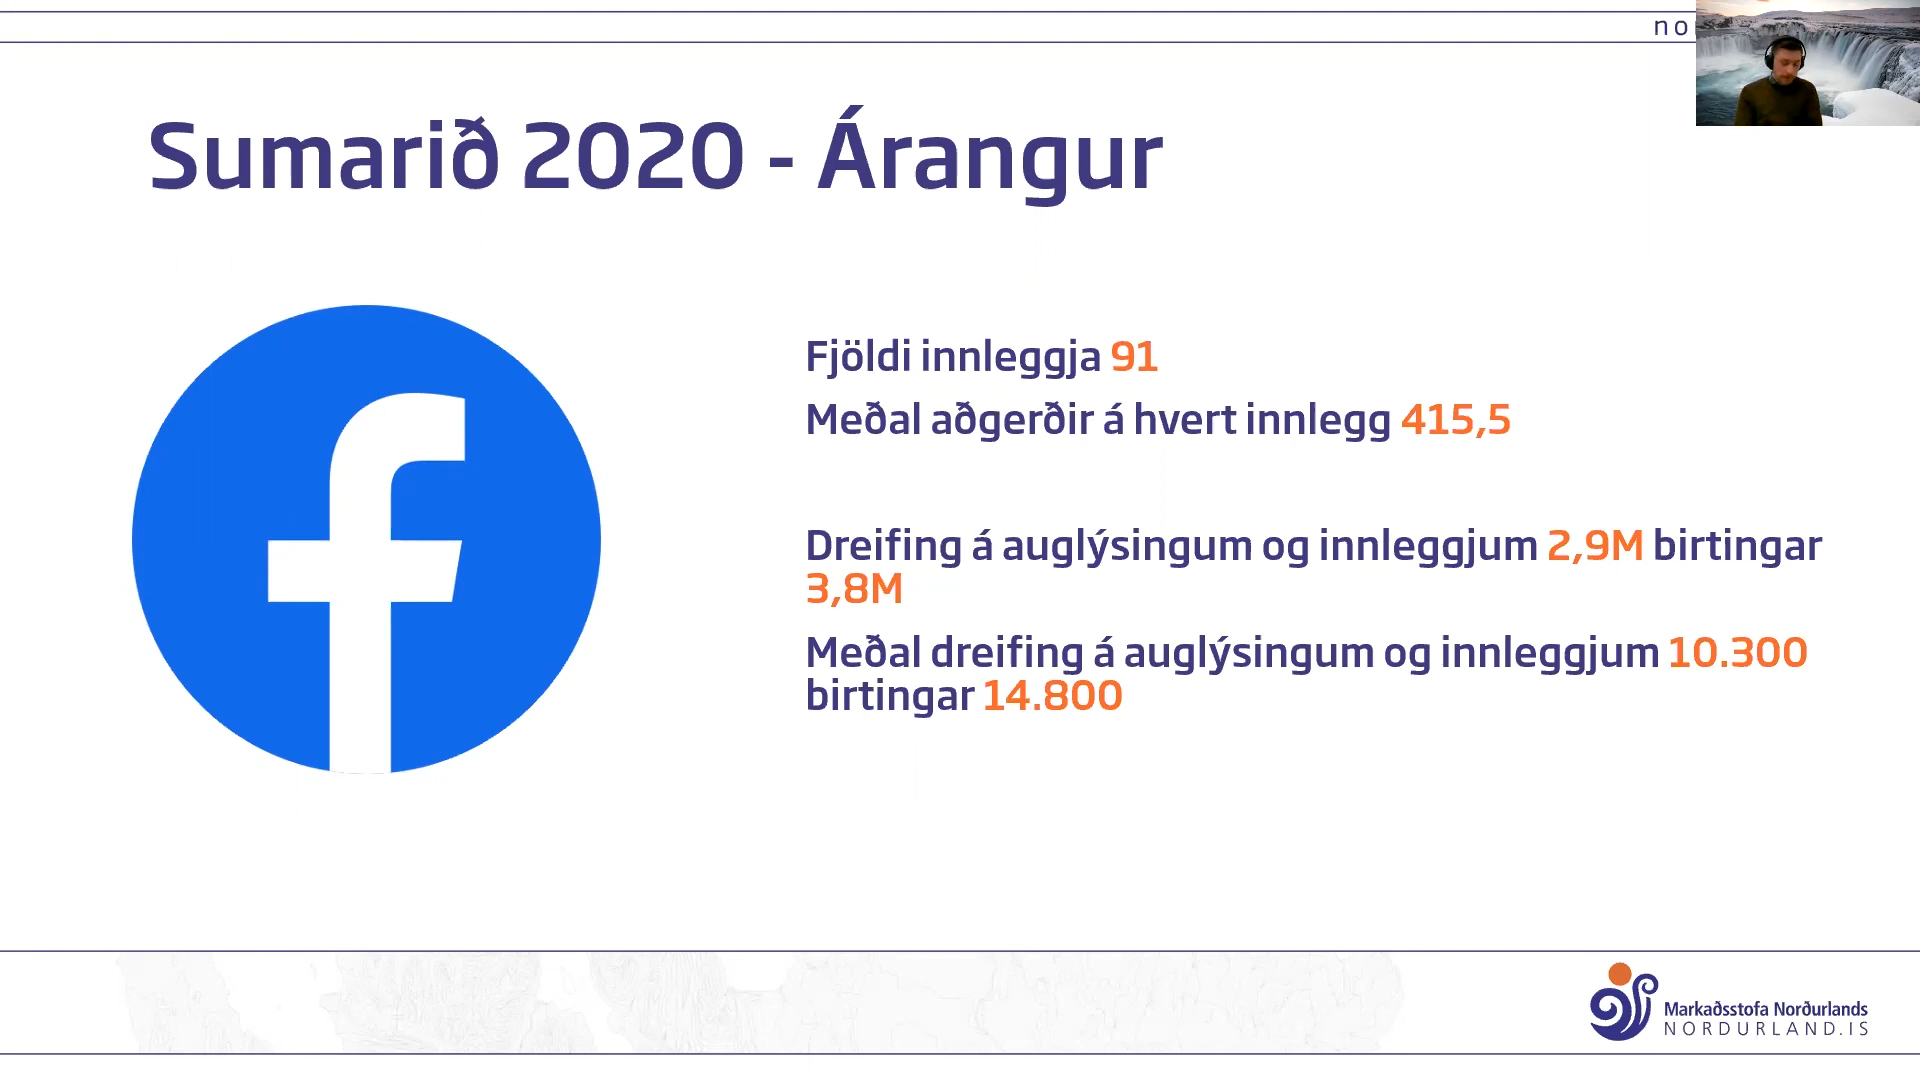 Sumarið 2020 - Árangur
Fjöldi innleggja 91
Meðal aðgerðir á hvert innlegg 415,5
Dreifing á auglýsingum og innleggjum 2,9M birtingar
3,8M
Meðal dreifing á auglýsingum og innleggjum 10.300
birtingar 14.800
Markaðsstofa Norðurlands
NORDURLAND.IS